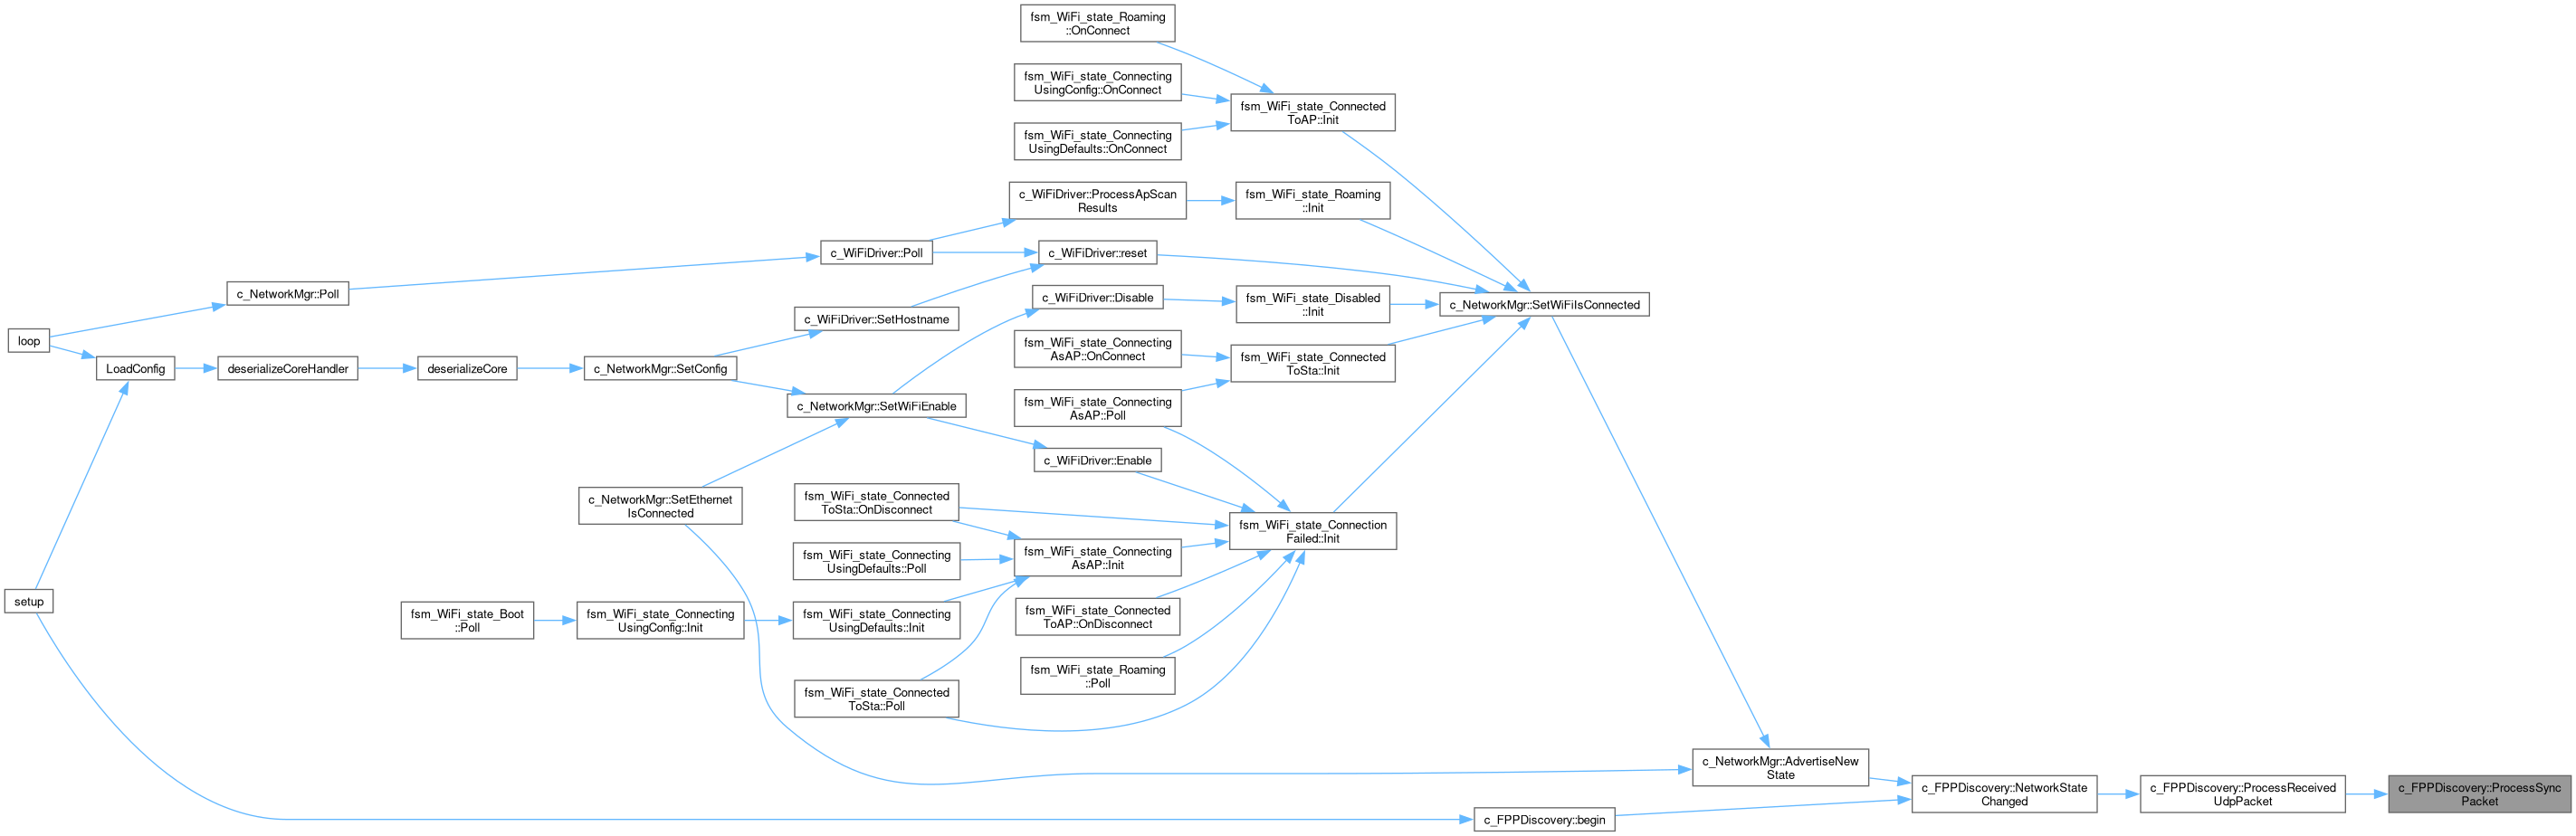 fsm_WiFi_state_Roaming
::OnConnect
fsm_WiFi_state_Connecting
UsingConfig::OnConnect
fsm_WiFi_state_Connected
ToAP::Init
fsm_WiFi_state_Connecting
UsingDefaults::OnConnect
c_WiFiDriver::ProcessApScan
Results
fsm_WiFi_state_Roaming
::Init
c_WiFiDriver::Poll
c_WiFiDriver::reset
c_NetworkMgr::Poll
c_WiFiDriver::Disable
fsm_WiFi_state_Disabled
::Init
c_NetworkMgr::SetWiFiIsConnected
c_WiFiDriver::SetHostname
loop
fsm_WiFi_state_Connecting
AsAP::OnConnect
fsm_WiFi_state_Connected
ToSta::Init
LoadConfig
deserializeCoreHandler
deserializeCore
c_NetworkMgr::SetConfig
c_NetworkMgr::SetWiFiEnable
fsm_WiFi_state_Connecting
AsAP::Poll
c_WiFiDriver::Enable
c_NetworkMgr::SetEthernet
IsConnected
fsm_WiFi_state_Connected
ToSta::OnDisconnect
fsm_WiFi_state_Connection
Failed::Init
fsm_WiFi_state_Connecting
UsingDefaults::Poll
fsm_WiFi_state_Connecting
AsAP::Init
setup
fsm_WiFi_state_Boot
::Poll
fsm_WiFi_state_Connecting
UsingConfig::Init
fsm_WiFi_state_Connecting
UsingDefaults::Init
fsm_WiFi_state_Connected
ToAP::OnDisconnect
fsm_WiFi_state_Roaming
::Poll
fsm_WiFi_state_Connected
ToSta::Poll
c_NetworkMgr::AdvertiseNew
State
c_FPPDiscovery::NetworkState
Changed
c_FPPDiscovery::ProcessReceived
UdpPacket
c_FPPDiscovery::ProcessSync
Packet
c_FPPDiscovery::begin